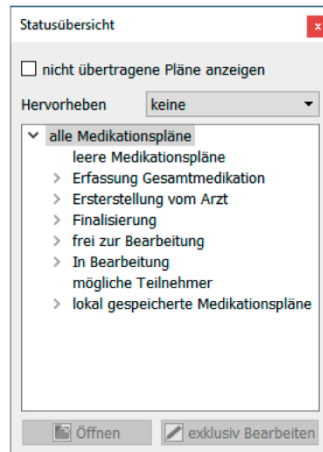 Statusübersicht
x
nicht übertragene Pläne anzeigen
Hervorheben keine
alle Medikationspläne
leere Medikationspläne
Erfassung Gesamtmedikation
Ersterstellung vom Arzt
Finalisierung
frei zur Bearbeitung
In Bearbeitung
mögliche Teilnehmer
lokal gespeicherte Medikationspläne
Öffnen exklusiv Bearbeiten